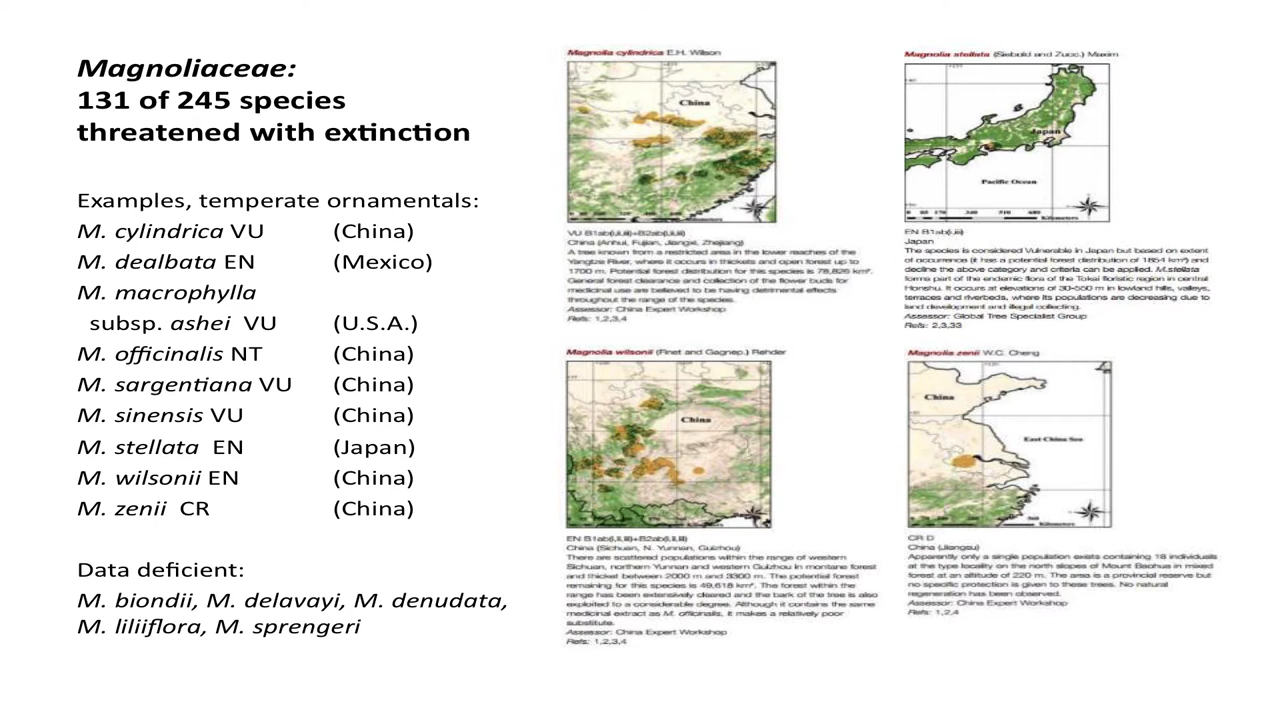 Magnoliaceae:
131 of 245 species
threatened with extinction
Examples, temperate ornamentals:
M. cylindrica VU (China)
M. dealbata EN (Mexico)
M. macrophylla
subsp. ashei VU (U.S.A.)
M. officinalis NT (China)
M. sargentiana VU (China)
M. sinensis VU (China)
M. stellata EN (Japan)
M. wilsonii EN (China)
M. zenii CR (China)
Data deficient:
M. biondii, M. delavayi, M. denudata,
M. liliiflora, M. sprengeri
Magnolia cylindrica E.H. Wilson
China
Kilometers
VU B1ab(i,ii,iii)+B2ab(i,ii,iii)
China (Anhui, Fujian, Jiangxi, Zhejiang)
A tree known from a restricted area in the lower reaches of the
Yangtze River, where it occurs in thickets and open forest up to
1700 m. Potential forest distribution for this species is 78,826 km².
General forest clearance and collection of the flower buds for
medicinal use are believed to be having detrimental effects
throughout the range of the species.
Assessor: China Expert Workshop
Refs: 1,2,3,4
Magnolia stellata (Siebold and Zucc.) Maxim
Japan
Pacific Ocean
Kilometers
EN B1ab(i,iii)
Japan
The species is considered Vulnerable in Japan but based on extent
of occurrence (it has a potential forest distribution of 1854 km²) and
decline the above category and criteria can be applied. M.stellata
forms part of the endemic flora of the Tokai floristic region in central
Honshu. It occurs at elevations of 30-550 m in lowland hills, valleys,
terraces and riverbeds, where its populations are decreasing due to
land development and illegal collecting.
Assessor: Global Tree Specialist Group
Refs: 2,3,33
Magnolia wilsonii (Finet and Gagnep.) Rehder
China
EN B1ab(i,ii,iii)+B2ab(i,ii,iii)
China (Sichuan, N. Yunnan, Guizhou)
There are scattered populations within the range of western
Sichuan, northern Yunnan and western Guizhou in montane forest
and thicket between 2000 m and 3300 m. The potential forest
remaining for this species is 49,618 km². The forest within the
range has been extensively cleared and the bark of the tree is also
exploited to a considerable degree. Although it contains the same
medicinal extract as M. officinalis, it makes a relatively poor
substitute.
Assessor: China Expert Workshop
Refs: 1,2,3,4
Magnolia zenii W.C. Cheng
China
East China Sea
Kilometers
CR D
China (Jiangsu)
Apparently only a single population exists containing 18 individuals
at the type locality on the north slopes of Mount Baohua in mixed
forest at an altitude of 220 m. The area is a provincial reserve but
no specific protection is given to these trees. No natural
regeneration has been observed.
Assessor: China Expert Workshop
Refs: 1,2,4